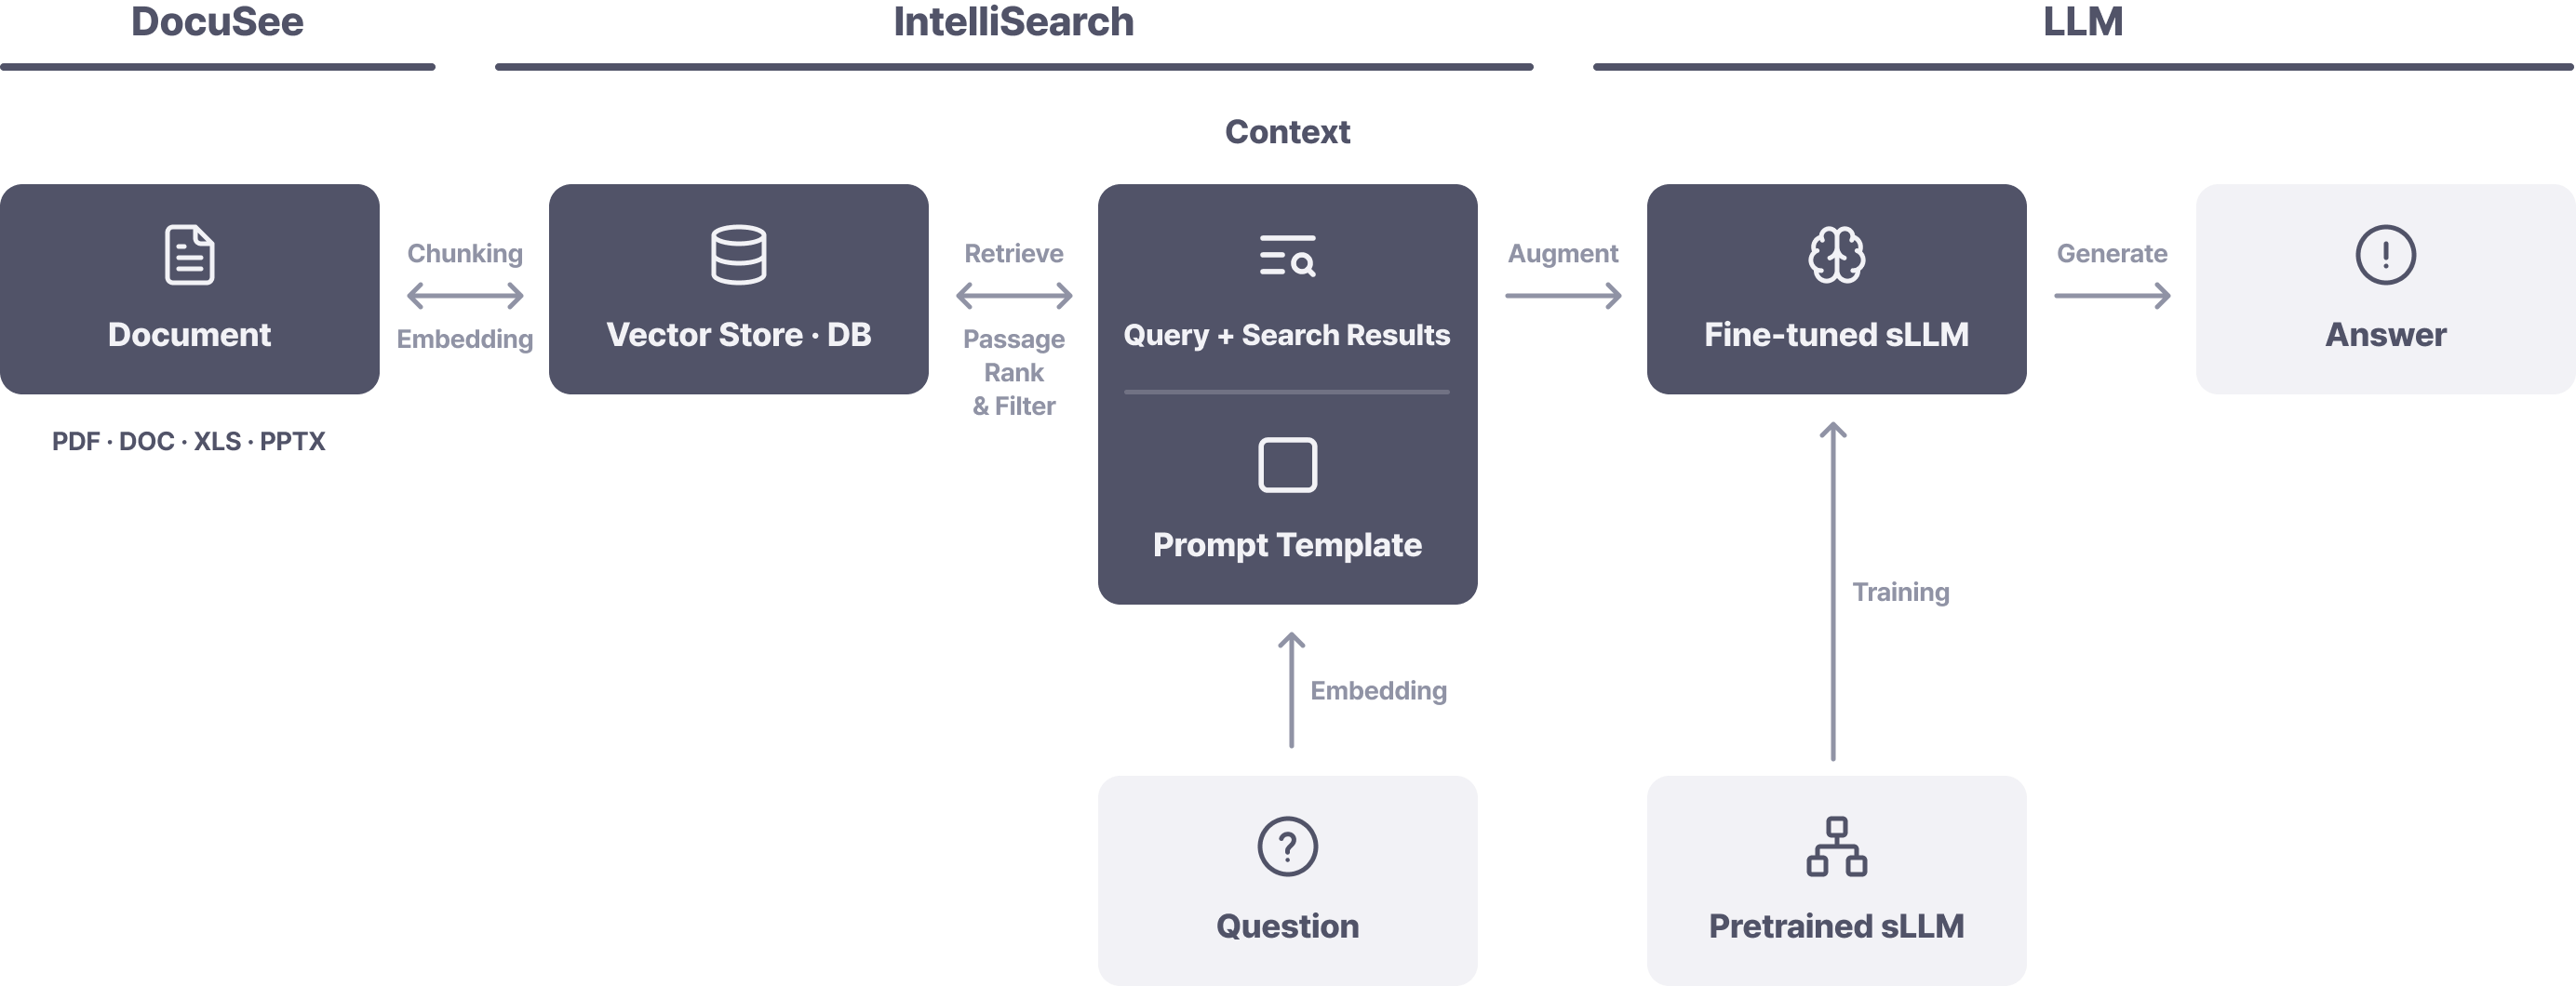 DocuSee
IntelliSearch
LLM
Context
Document
Chunking
Embedding
Vector Store · DB
Retrieve
Passage
Rank
& Filter
Query + Search Results
Prompt Template
Augment
Fine-tuned sLLM
Generate
Answer
PDF · DOC · XLS · PPTX
Embedding
Training
Question
Pretrained sLLM